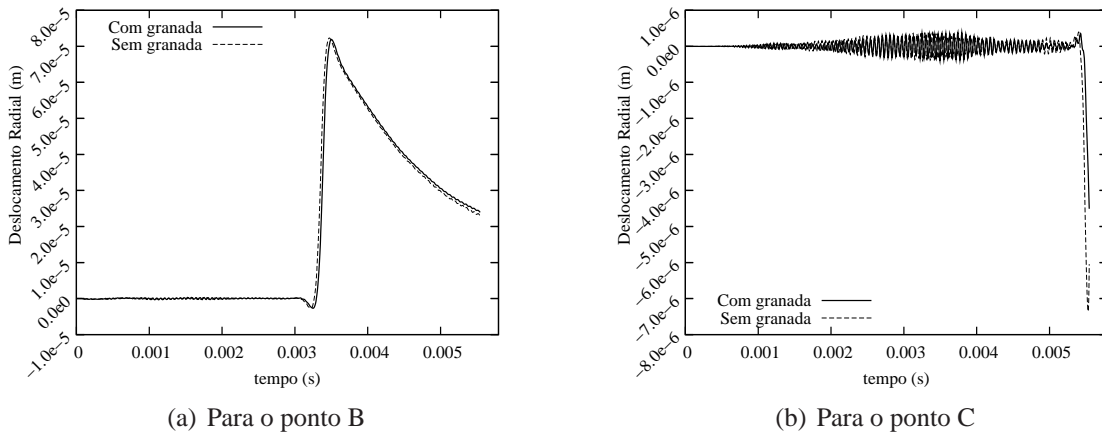 Com granada
Sem granada
Deslocamento Radial (m)
8.0e−5
7.0e−5
6.0e−5
5.0e−5
4.0e−5
3.0e−5
2.0e−5
1.0e−5
0.0e0
−1.0e−5
0 0.001 0.002 0.003 0.004 0.005
tempo (s)
(a) Para o ponto B
Deslocamento Radial (m)
1.0e−6
0.0e0
−1.0e−6
−2.0e−6
−3.0e−6
−4.0e−6
−5.0e−6
−6.0e−6
−7.0e−6
−8.0e−6
Com granada
Sem granada
0 0.001 0.002 0.003 0.004 0.005
tempo (s)
(b) Para o ponto C